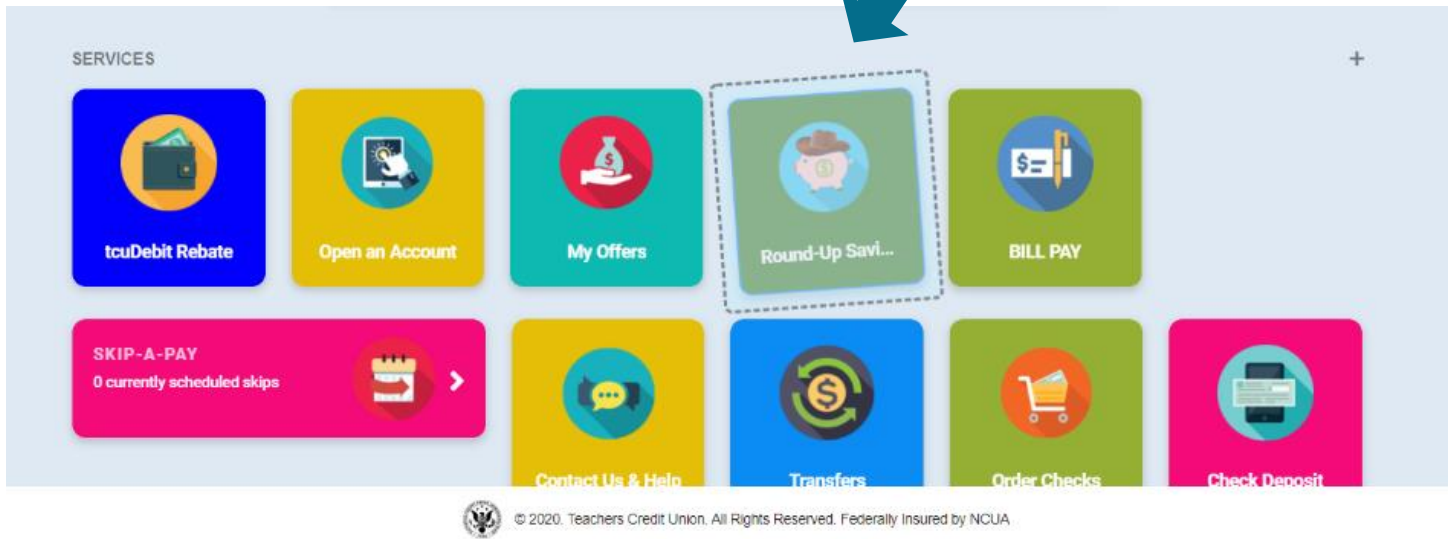 SERVICES
+
tcuDebit Rebate
Open an Account
My Offers
Round-Up Savi...
BILL PAY
SKIP-A-PAY
0 currently scheduled skips
Contact Us & Help
Transfers
Order Checks
Check Deposit
© 2020. Teachers Credit Union. All Rights Reserved. Federally Insured by NCUA